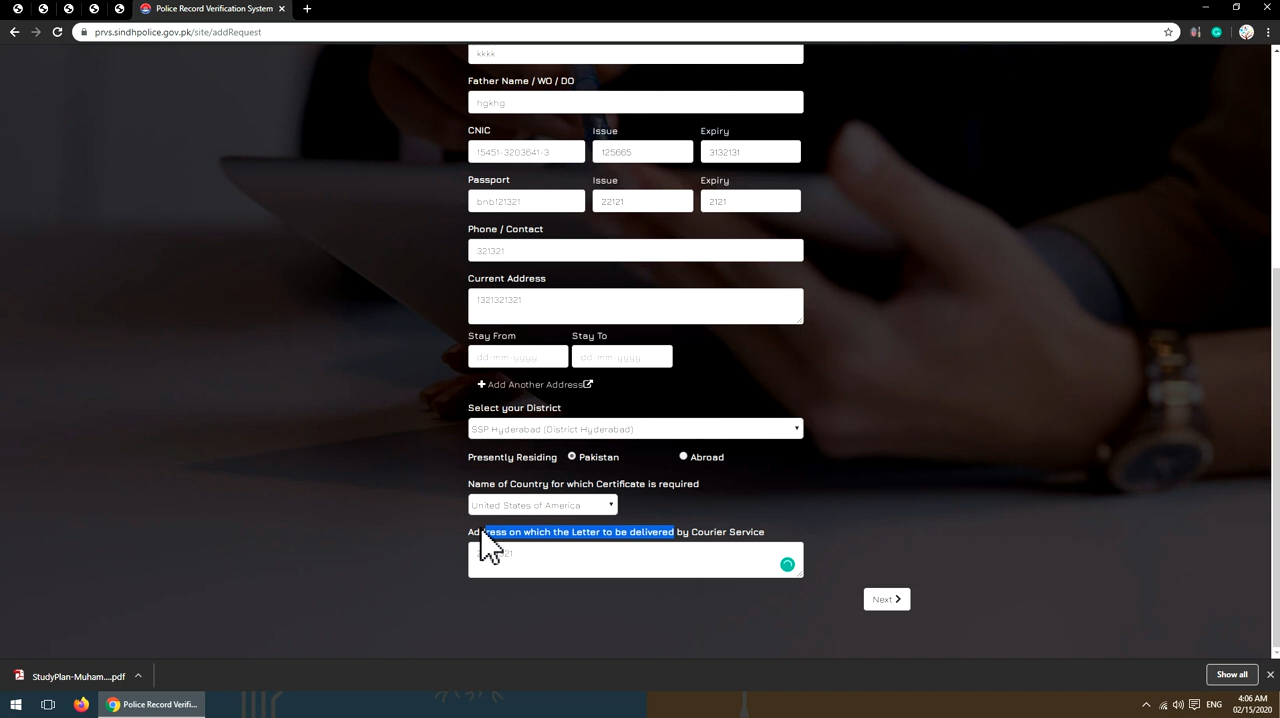 Police Record Verification System
prvs.sindhpolice.gov.pk/site/addRequest
kkkk
Father Name / WO / DO
hgkhg
CNIC Issue Expiry
15451-3203641-3 125665 3132131
Passport Issue Expiry
bnb121321 22121 2121
Phone / Contact
321321
Current Address
1321321321
Stay From Stay To
dd-mm-yyyy dd-mm-yyyy
Add Another Address
Select your District
SSP Hyderabad (District Hyderabad)
Presently Residing Pakistan Abroad
Name of Country for which Certificate is required
United States of America
Address on which the Letter to be delivered by Courier Service
Next
StudyPlan-Muham....pdf
Show all
Police Record Verifi...
ENG
4:06 AM
02/15/2020